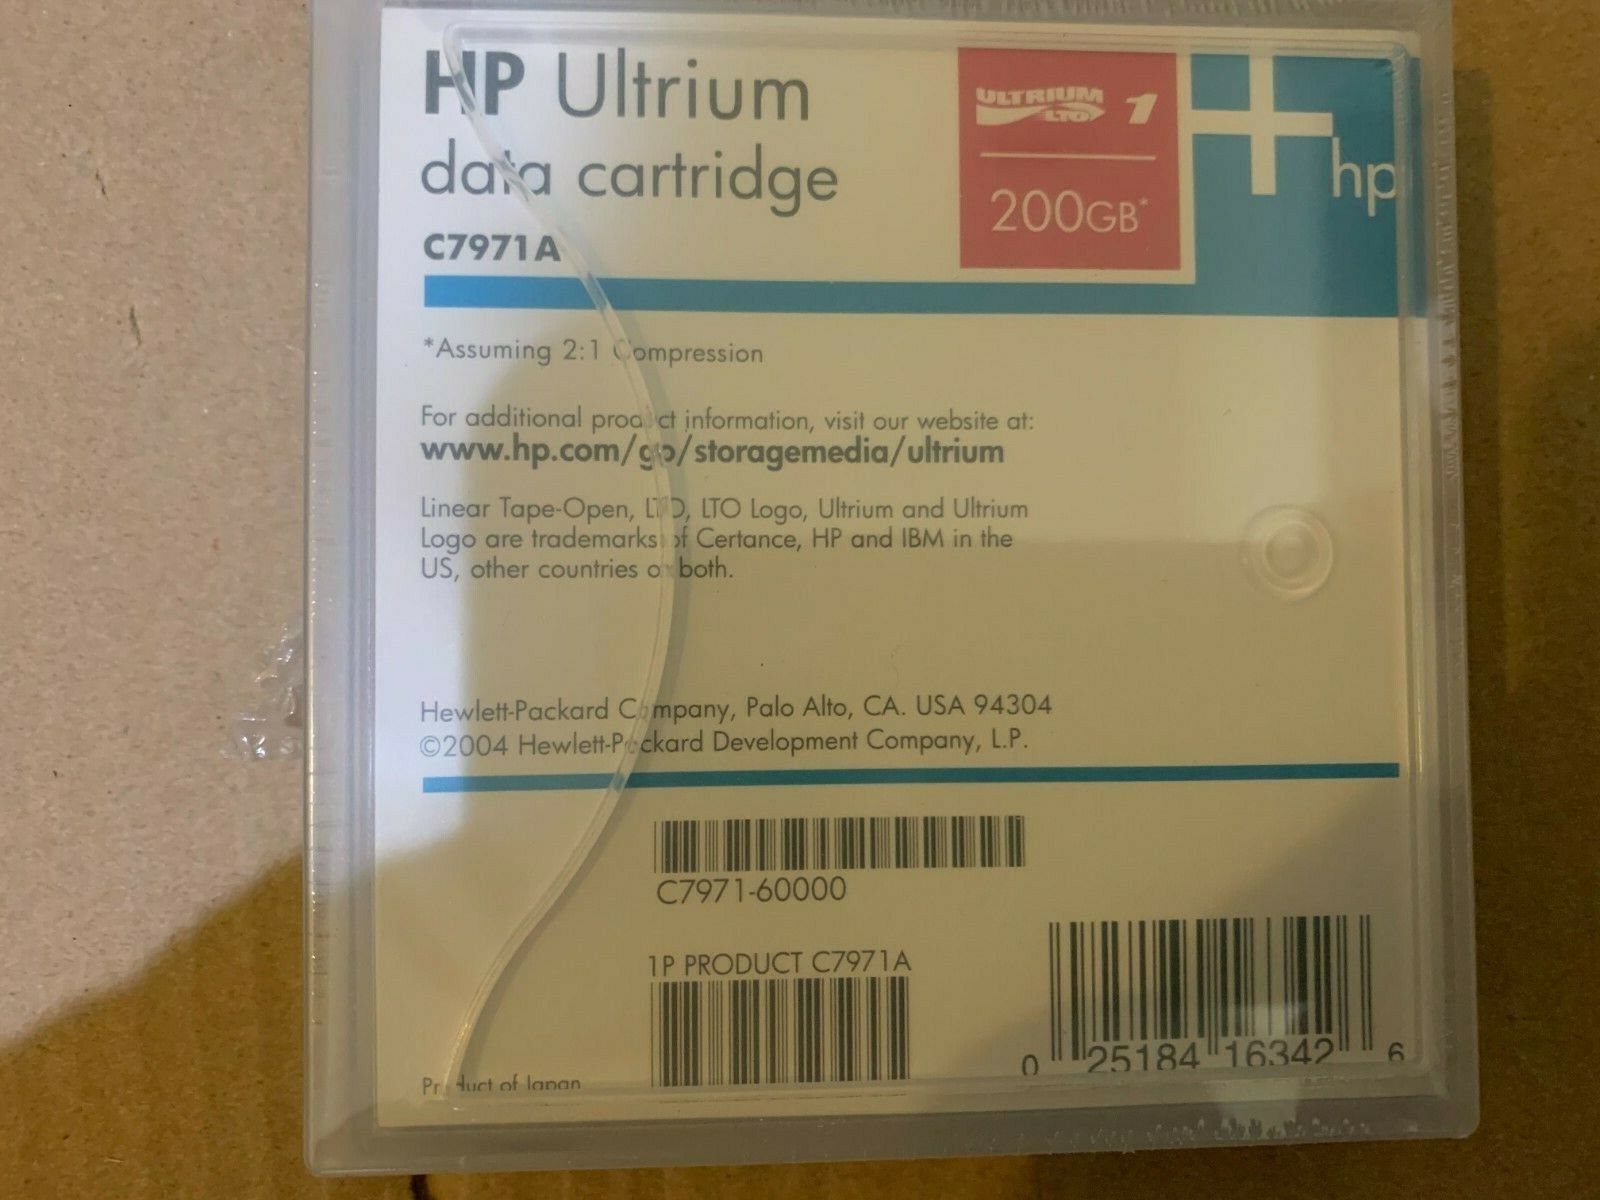 HP Ultrium
data cartridge
C7971A
ULTRIUM
LTO 1
200GB*
hp
*Assuming 2:1 Compression
For additional product information, visit our website at:
www.hp.com/go/storagemedia/ultrium
Linear Tape-Open, LTO, LTO Logo, Ultrium and Ultrium
Logo are trademarks of Certance, HP and IBM in the
US, other countries or both.
Hewlett-Packard Company, Palo Alto, CA. USA 94304
©2004 Hewlett-Packard Development Company, L.P.
C7971-60000
1P PRODUCT C7971A
0 25184 16342 6
Product of Japan